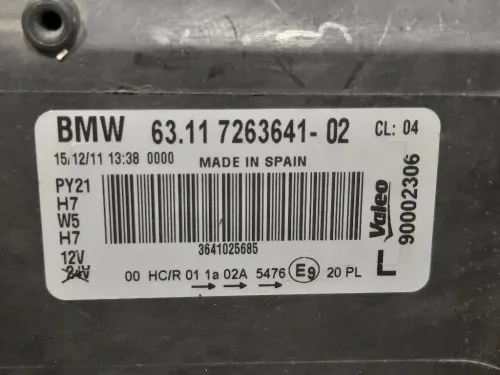 BMW 63.11 7263641-02 CL: 04
15/12/11 13:38 0000 MADE IN SPAIN
PY21
H7
W5
H7
12V
24V
3641025685
00 HC/R 01 1a 02A 5476 E9 20 PL
Valeo
90002306
L